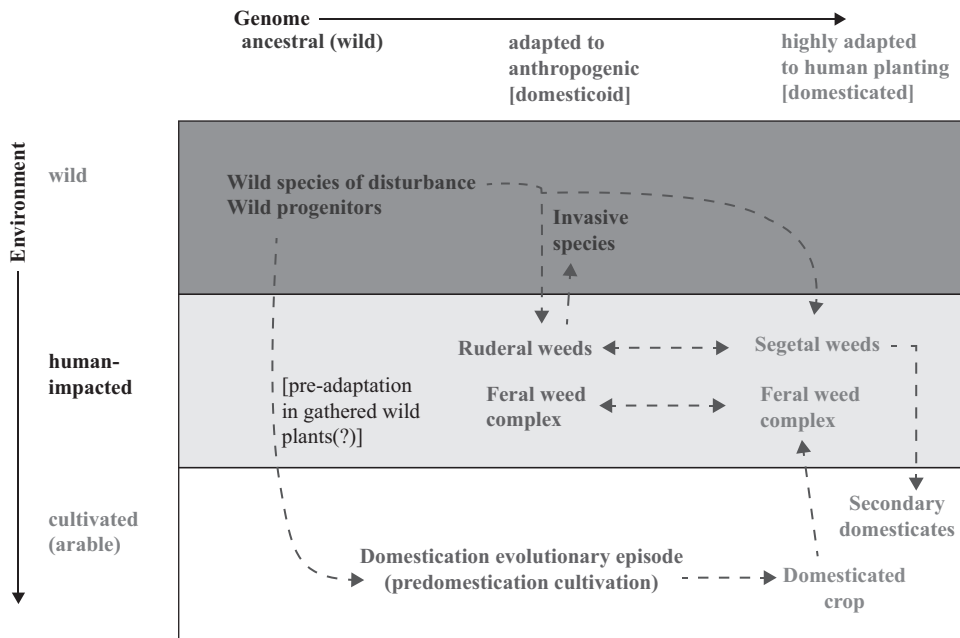 Genome
ancestral (wild)
adapted to
anthropogenic
[domesticoid]
highly adapted
to human planting
[domesticated]
Environment
wild
Wild species of disturbance
Wild progenitors
Invasive
species
human-
impacted
Ruderal weeds
Segetal weeds
[pre-adaptation
in gathered wild
plants(?)]
Feral weed
complex
Feral weed
complex
cultivated
(arable)
Secondary
domesticates
Domestication evolutionary episode
(predomestication cultivation)
Domesticated
crop